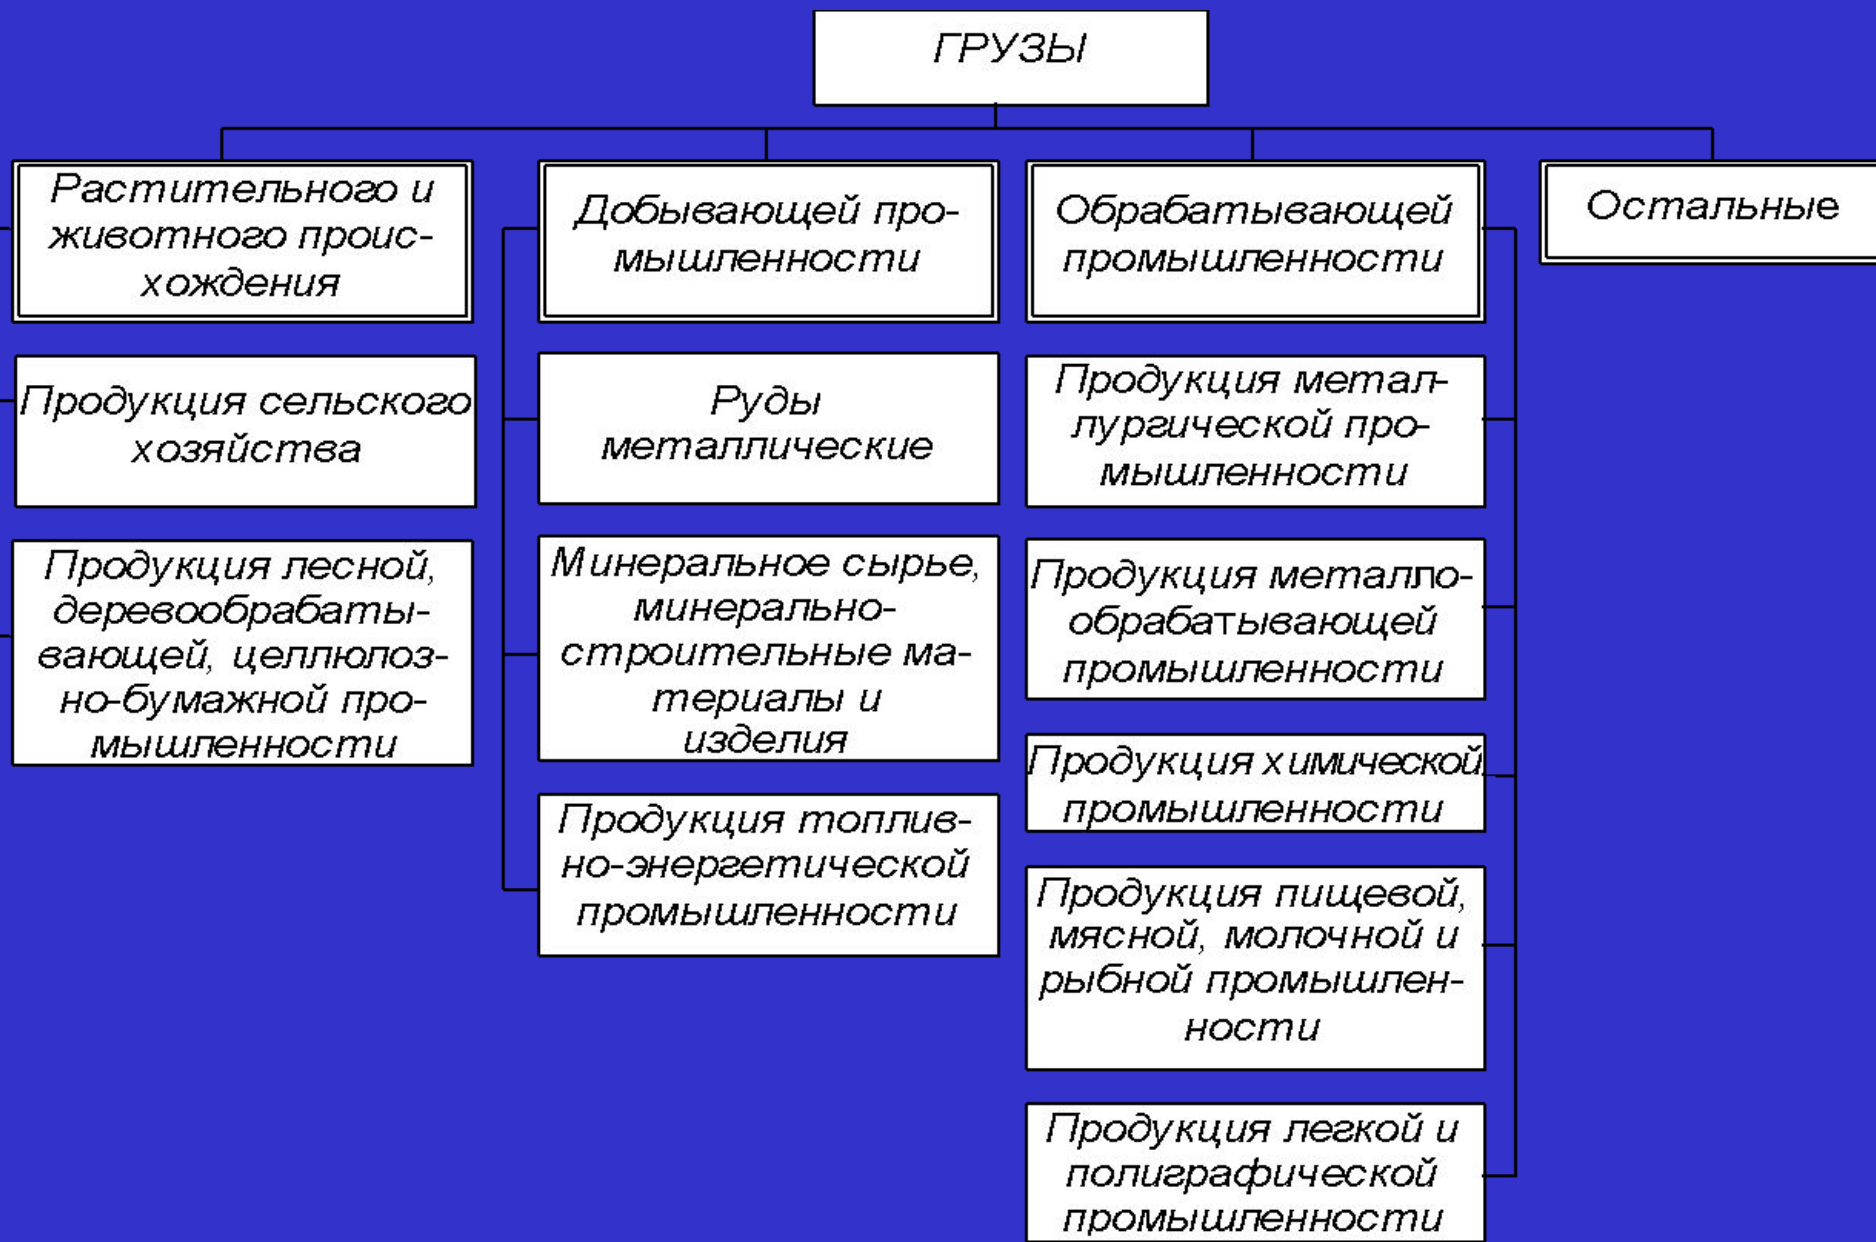 ГРУЗЫ
Растительного и
животного проис-
хождения
Продукция сельского
хозяйства
Продукция лесной,
деревообрабаты-
вающей, целлюлоз-
но-бумажной про-
мышленности
Добывающей про-
мышленности
Руды
металлические
Минеральное сырье,
минерально-
строительные ма-
териалы и
изделия
Продукция топлив-
но-энергетической
промышленности
Обрабатывающей
промышленности
Продукция метал-
лургической про-
мышленности
Продукция металло-
обрабатывающей
промышленности
Продукция химической
промышленности
Продукция пищевой,
мясной, молочной и
рыбной промышлен-
ности
Продукция легкой и
полиграфической
промышленности
Остальные